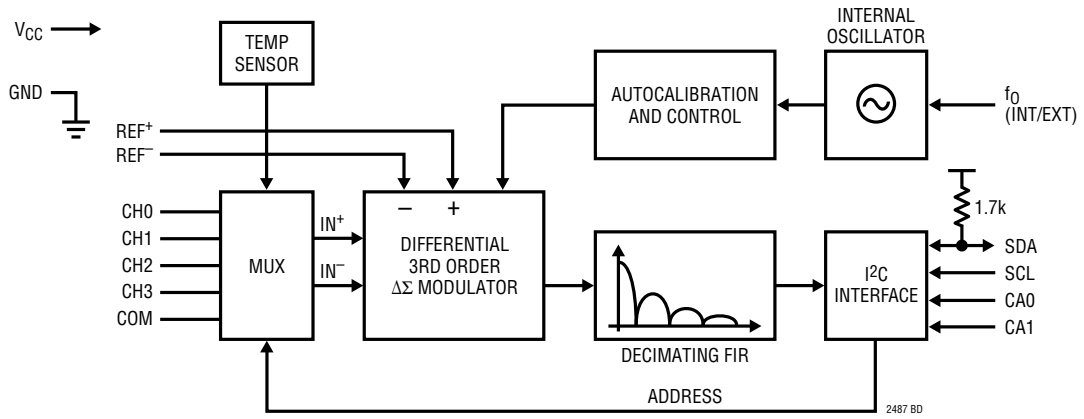 V_CC
GND
TEMP
SENSOR
INTERNAL
OSCILLATOR
AUTOCALIBRATION
AND CONTROL
f_O
(INT/EXT)
REF⁺
REF⁻
1.7k
CH0
CH1
CH2
CH3
COM
MUX
IN⁺
IN⁻
– +
DIFFERENTIAL
3RD ORDER
ΔΣ MODULATOR
DECIMATING FIR
I²C
INTERFACE
SDA
SCL
CA0
CA1
ADDRESS
2487 BD